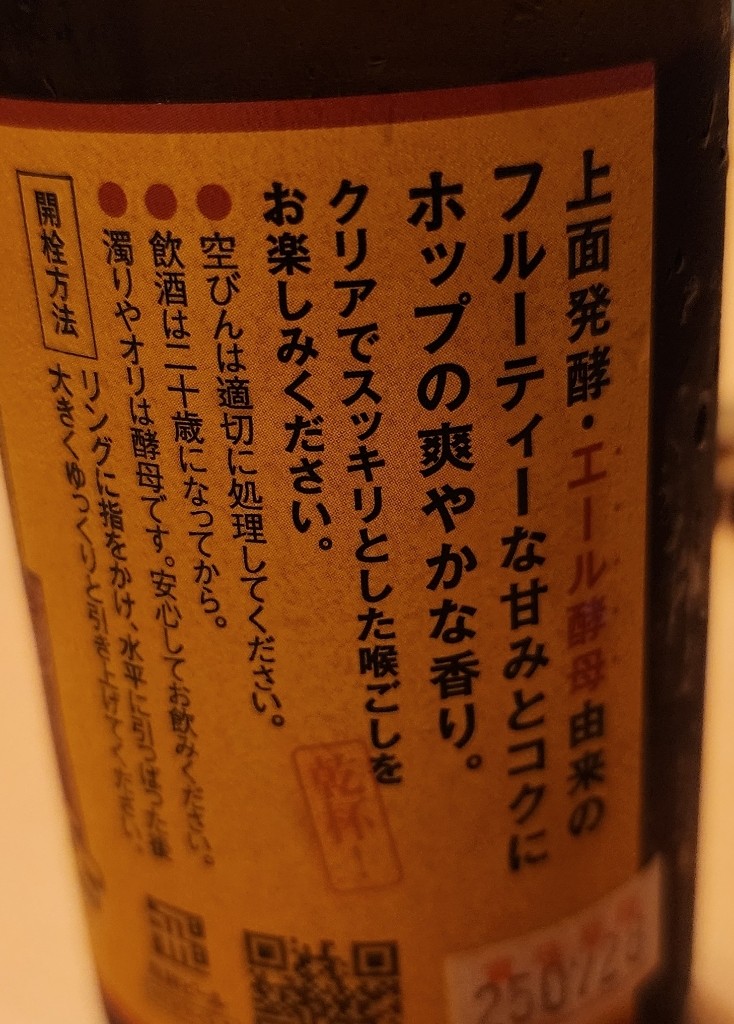 上面発酵・エール酵母由来の
フルーティーな甘みとコクに
ホップの爽やかな香り。
クリアでスッキリとした喉ごしを
お楽しみください。
乾杯!
●空びんは適切に処理してください。
●飲酒は二十歳になってから。
●濁りやオリは酵母です。安心してお飲みください。
開栓方法
リングに指をかけ、水平に引っぱった後
大きくゆっくりと引き上げてください。